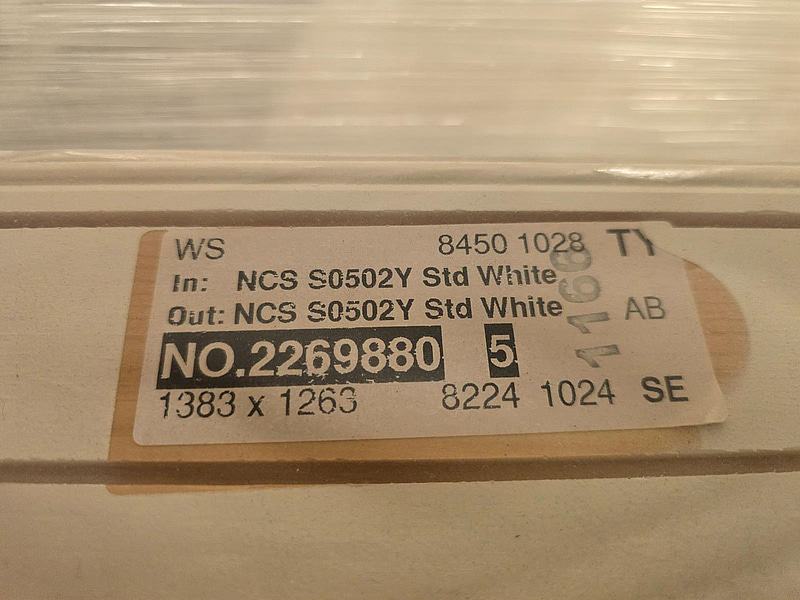 WS 8450 1028 TY
In: NCS S0502Y Std White
Out: NCS S0502Y Std White AB
NO.2269880 5
1383 x 1263 8224 1024 SE
1166